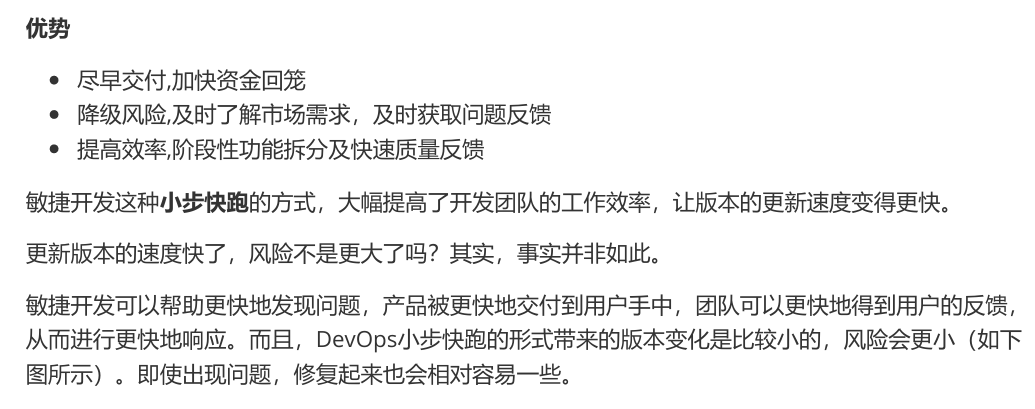 优势
尽早交付,加快资金回笼
降级风险,及时了解市场需求，及时获取问题反馈
提高效率,阶段性功能拆分及快速质量反馈
敏捷开发这种小步快跑的方式，大幅提高了开发团队的工作效率，让版本的更新速度变得更快。
更新版本的速度快了，风险不是更大了吗？其实，事实并非如此。
敏捷开发可以帮助更快地发现问题，产品被更快地交付到用户手中，团队可以更快地得到用户的反馈，
从而进行更快地响应。而且，DevOps小步快跑的形式带来的版本变化是比较小的，风险会更小（如下
图所示）。即使出现问题，修复起来也会相对容易一些。